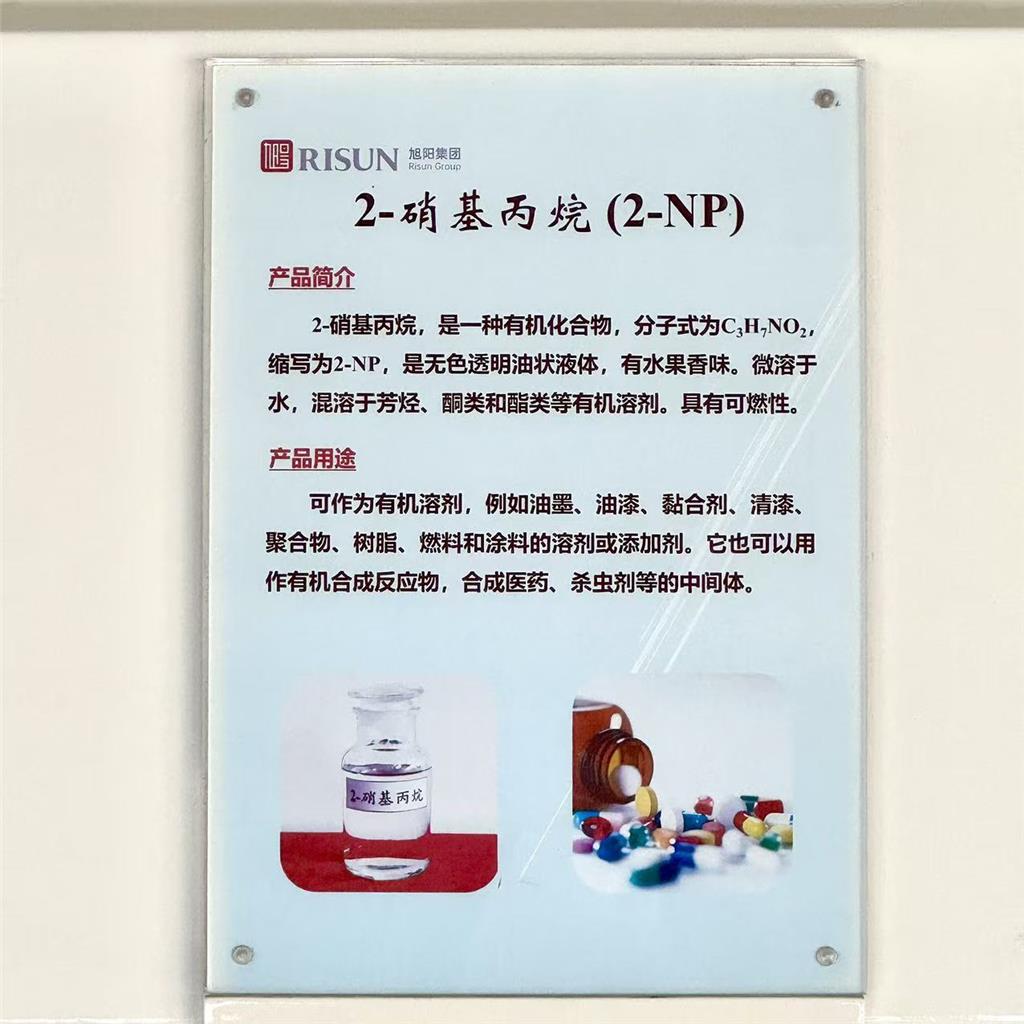 旭阳 RISUN 旭阳集团
Risun Group
2-硝基丙烷 (2-NP)
产品简介
2-硝基丙烷，是一种有机化合物，分子式为C₃H₇NO₂，
缩写为2-NP，是无色透明油状液体，有水果香味。微溶于
水，混溶于芳烃、酮类和酯类等有机溶剂。具有可燃性。
产品用途
可作为有机溶剂，例如油墨、油漆、黏合剂、清漆、
聚合物、树脂、燃料和涂料的溶剂或添加剂。它也可以用
作有机合成反应物，合成医药、杀虫剂等的中间体。
2-硝基丙烷